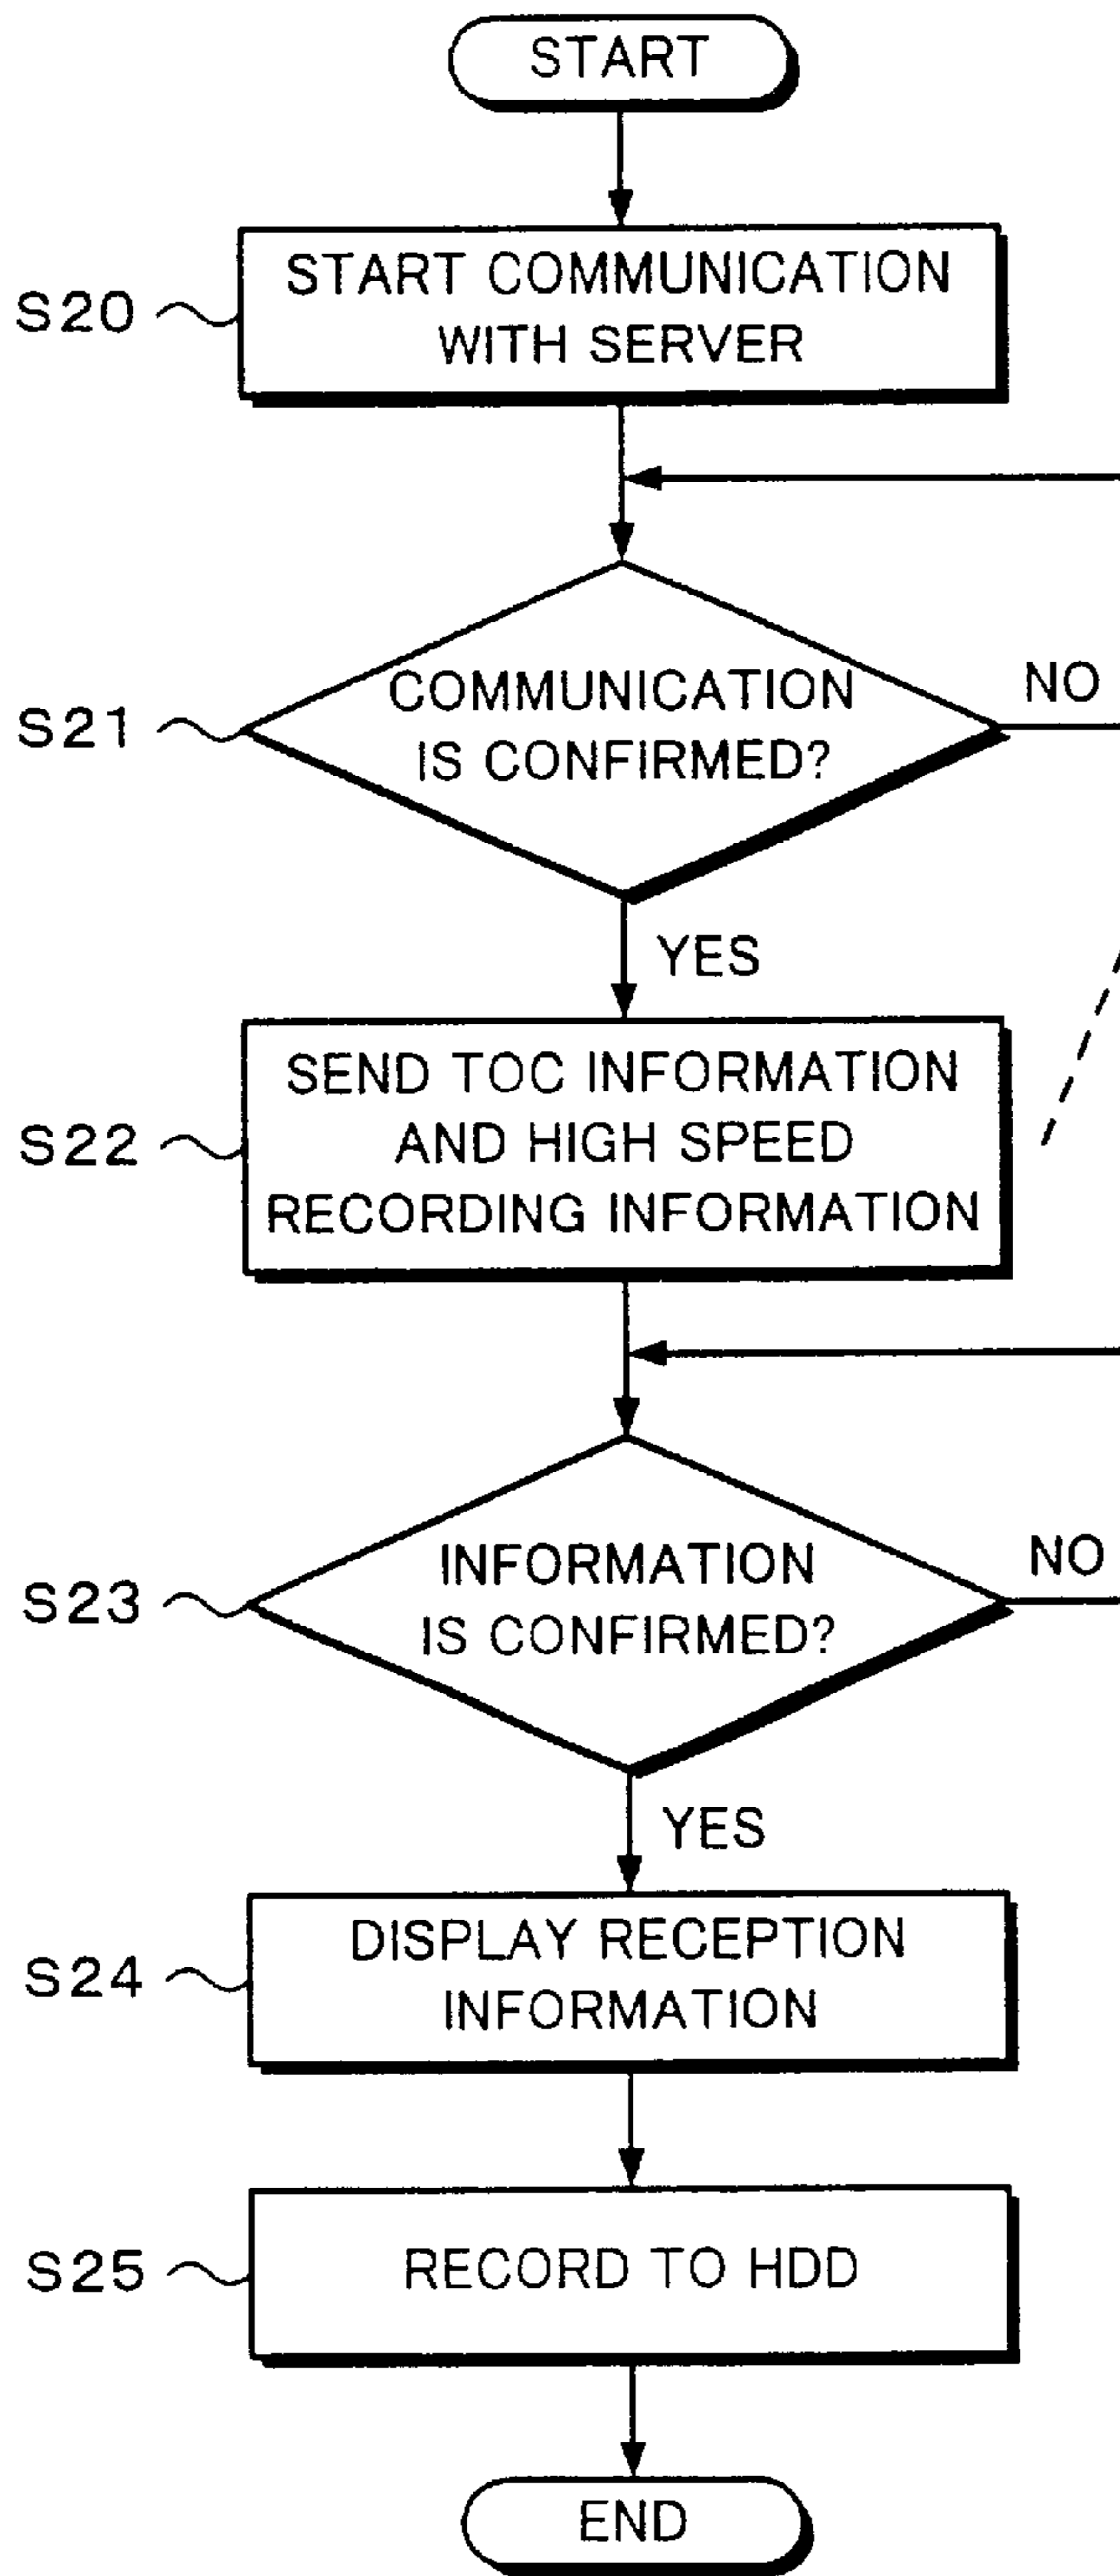 START
S20
START COMMUNICATION
WITH SERVER
S21
COMMUNICATION
IS CONFIRMED?
NO
YES
S22
SEND TOC INFORMATION
AND HIGH SPEED
RECORDING INFORMATION
S23
INFORMATION
IS CONFIRMED?
NO
YES
S24
DISPLAY RECEPTION
INFORMATION
S25
RECORD TO HDD
END